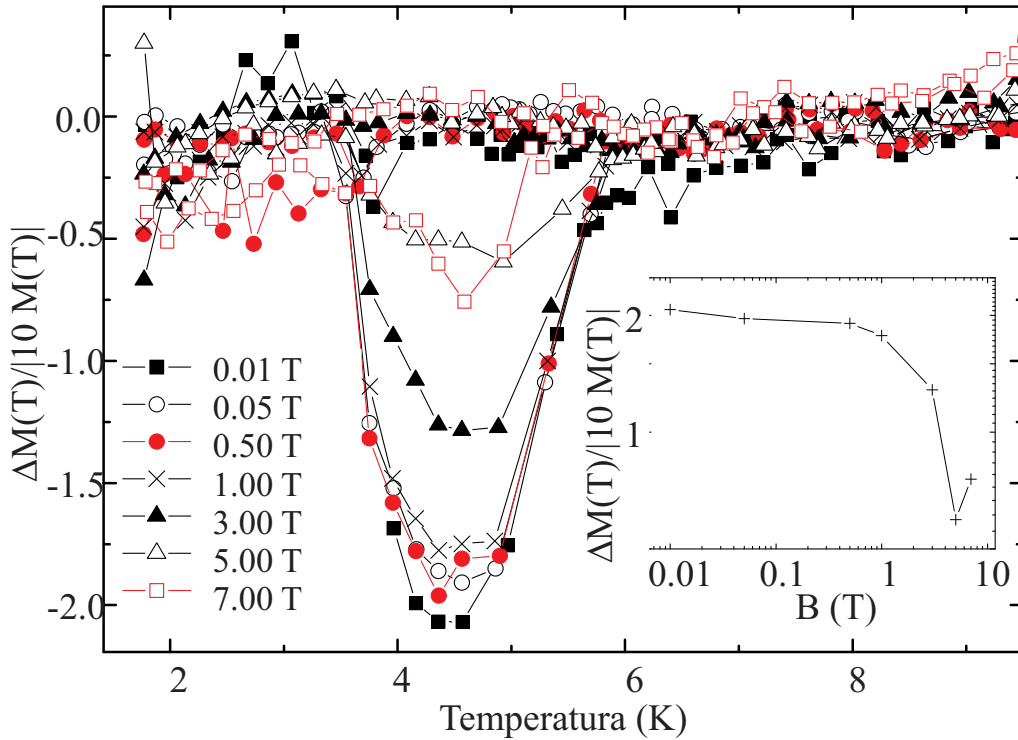 ΔM(T)/|10 M(T)|
0.0
-0.5
-1.0
-1.5
-2.0
0.01 T
0.05 T
0.50 T
1.00 T
3.00 T
5.00 T
7.00 T
2
4
6
8
Temperatura (K)
ΔM(T)/|10 M(T)|
2
1
0.01
0.1
1
10
B (T)